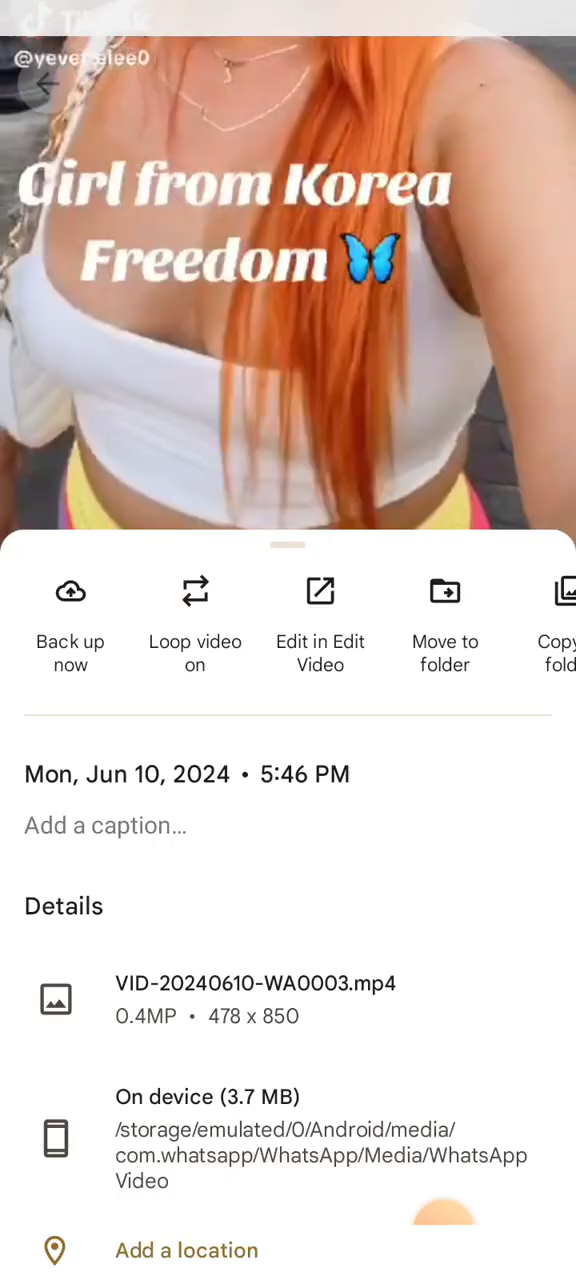 Girl from Korea
Freedom
Back up now
Loop video on
Edit in Edit Video
Move to folder
Mon, Jun 10, 2024 • 5:46 PM
Add a caption…
Details
VID-20240610-WA0003.mp4
0.4MP • 478 x 850
On device (3.7 MB)
/storage/emulated/0/Android/media/
com.whatsapp/WhatsApp/Media/WhatsApp
Video
Add a location